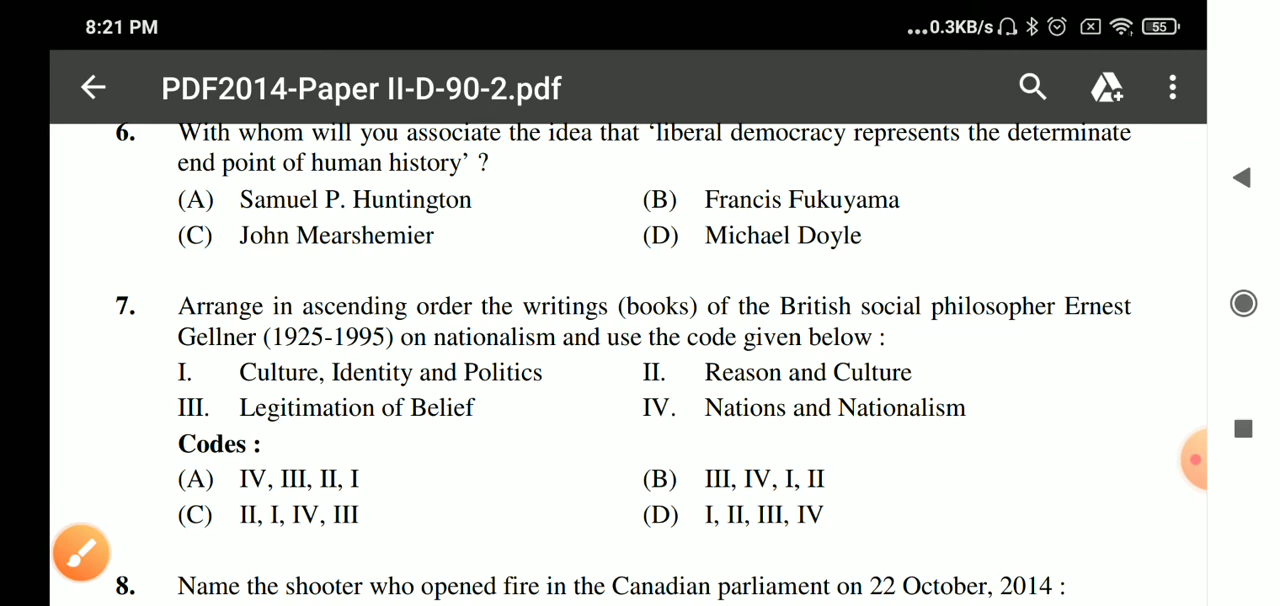 8:21 PM ...0.3KB/s 55
PDF2014-Paper II-D-90-2.pdf
6. With whom will you associate the idea that ‘liberal democracy represents the determinate
end point of human history’ ?
(A) Samuel P. Huntington (B) Francis Fukuyama
(C) John Mearshemier (D) Michael Doyle
7. Arrange in ascending order the writings (books) of the British social philosopher Ernest
Gellner (1925-1995) on nationalism and use the code given below :
I. Culture, Identity and Politics II. Reason and Culture
III. Legitimation of Belief IV. Nations and Nationalism
Codes :
(A) IV, III, II, I (B) III, IV, I, II
(C) II, I, IV, III (D) I, II, III, IV
8. Name the shooter who opened fire in the Canadian parliament on 22 October, 2014 :